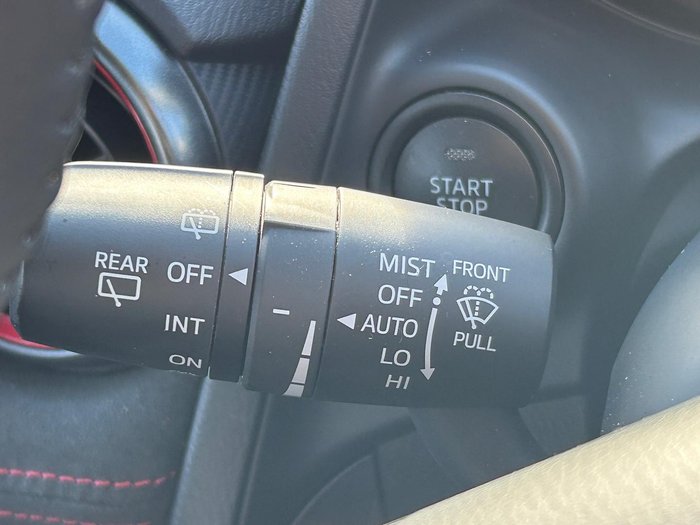 START
STOP
REAR
OFF
INT
ON
MIST
OFF
AUTO
LO
HI
FRONT
PULL